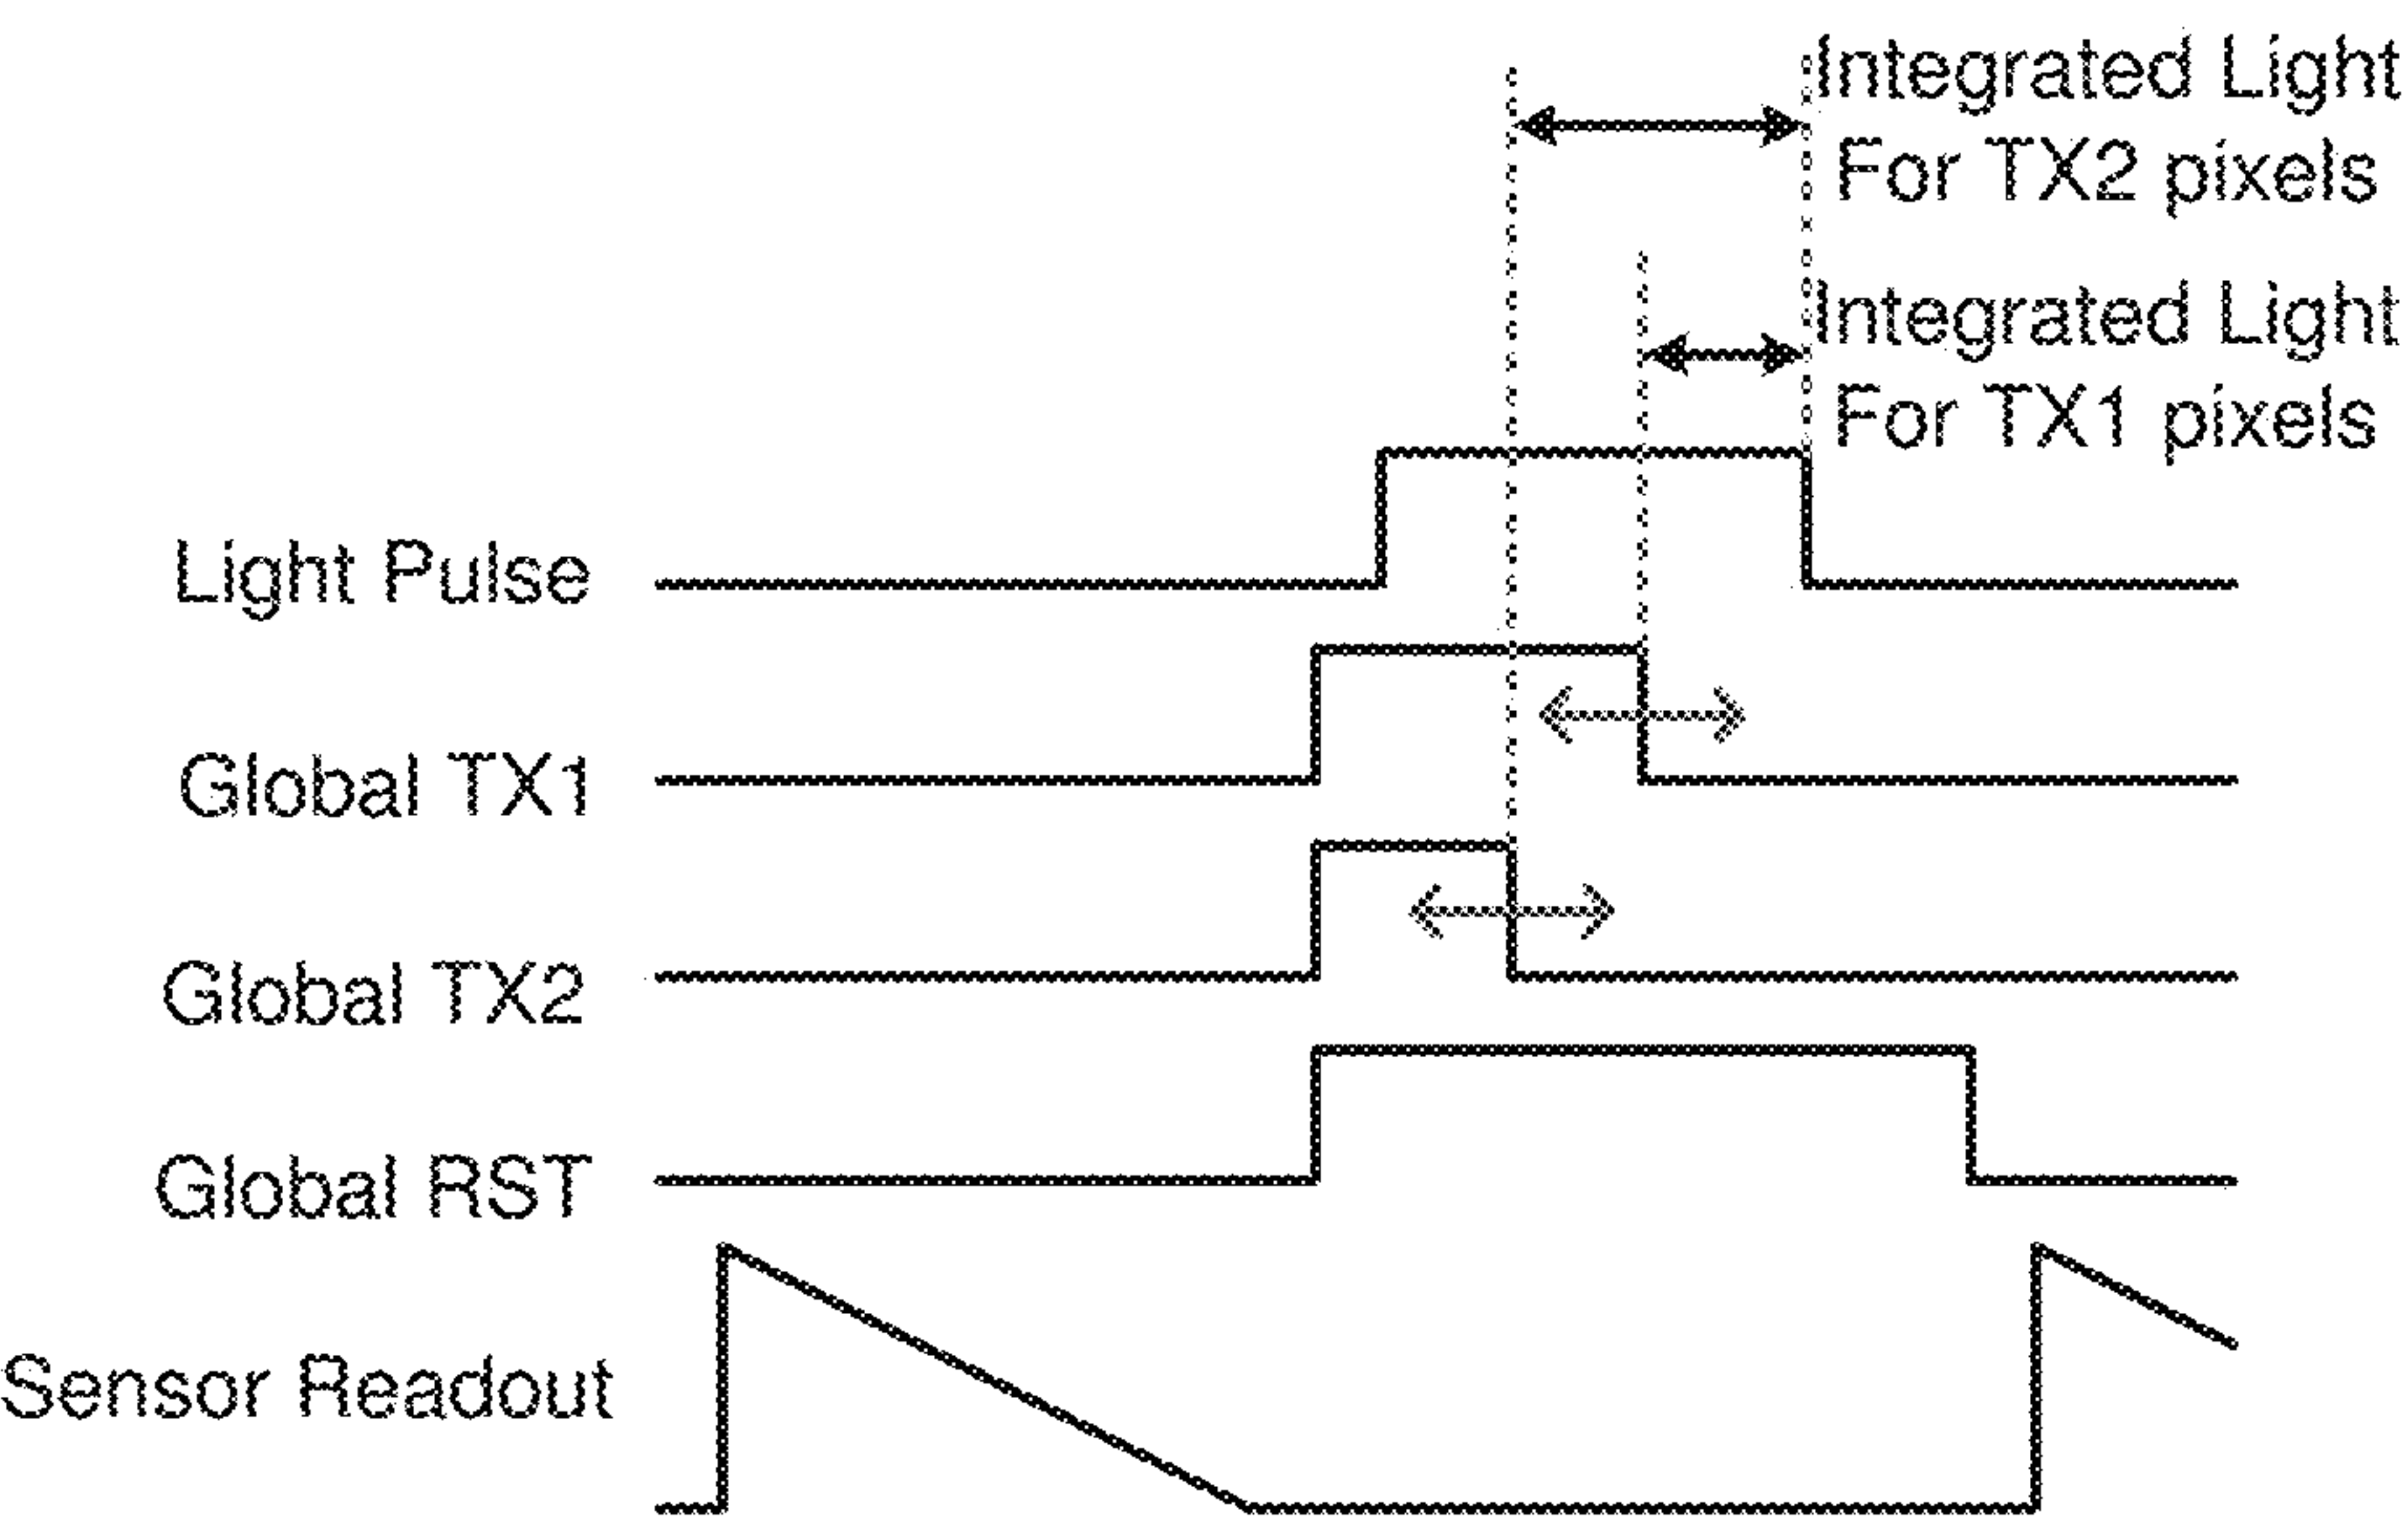 Integrated Light
For TX2 pixels
Integrated Light
For TX1 pixels
Light Pulse
Global TX1
Global TX2
Global RST
Sensor Readout